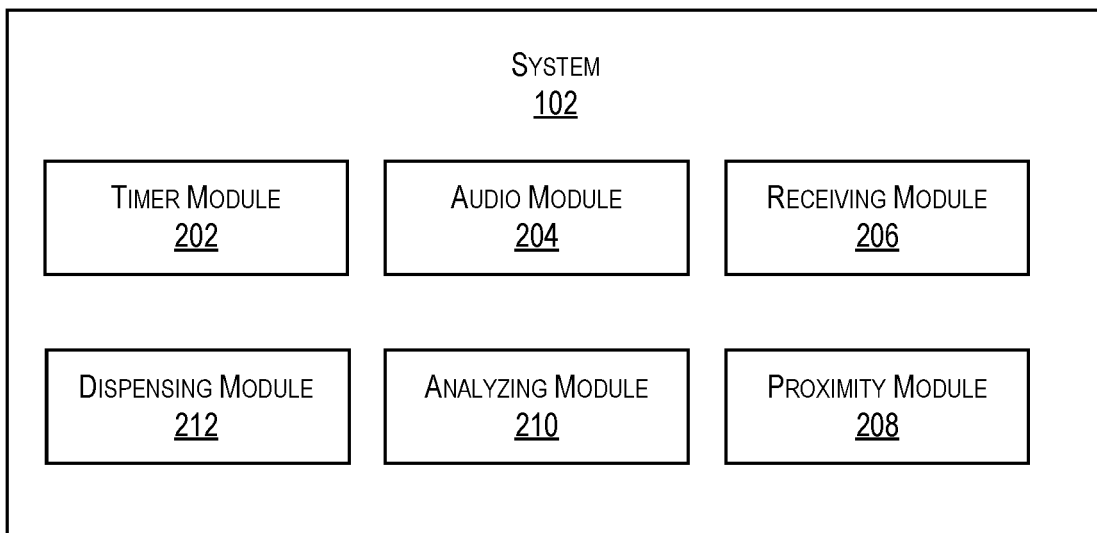 SYSTEM
102
TIMER MODULE
202
AUDIO MODULE
204
RECEIVING MODULE
206
DISPENSING MODULE
212
ANALYZING MODULE
210
PROXIMITY MODULE
208